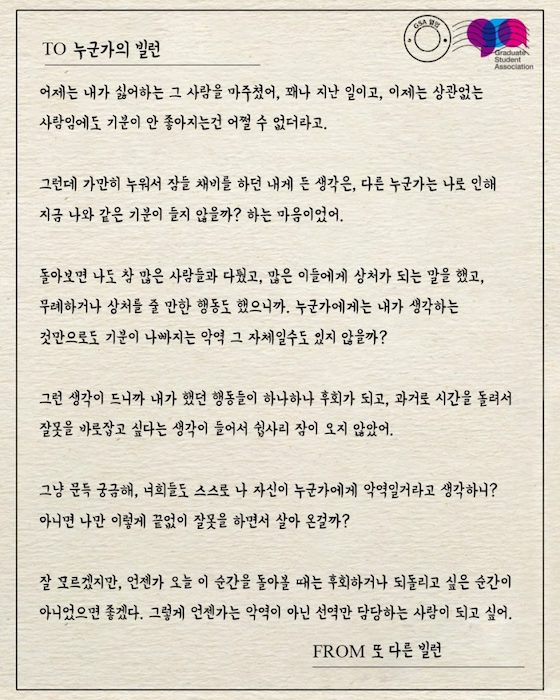 TO 누군가의 빌런
GSA 열린
Graduate
Student
Association
어제는 내가 싫어하는 그 사람을 마주쳤어, 꽤나 지난 일이고, 이제는 상관없는
사람임에도 기분이 안 좋아지는건 어쩔 수 없더라고.
그런데 가만히 누워서 잠들 채비를 하던 내게 든 생각은, 다른 누군가는 나로 인해
지금 나와 같은 기분이 들지 않을까? 하는 마음이었어.
돌아보면 나도 참 많은 사람들과 다퉜고, 많은 이들에게 상처가 되는 말을 했고,
무례하거나 상처를 줄 만한 행동도 했으니까. 누군가에게는 내가 생각하는
것만으로도 기분이 나빠지는 악역 그 자체일수도 있지 않을까?
그런 생각이 드니까 내가 했던 행동들이 하나하나 후회가 되고, 과거로 시간을 돌려서
잘못을 바로잡고 싶다는 생각이 들어서 쉽사리 잠이 오지 않았어.
그냥 문득 궁금해, 너희들도 스스로 나 자신이 누군가에게 악역일거라고 생각하니?
아니면 나만 이렇게 끝없이 잘못을 하면서 살아 온걸까?
잘 모르겠지만, 언젠가 오늘 이 순간을 돌아볼 때는 후회하거나 되돌리고 싶은 순간이
아니었으면 좋겠다. 그렇게 언젠가는 악역이 아닌 선역만 담당하는 사람이 되고 싶어.
FROM 또 다른 빌런